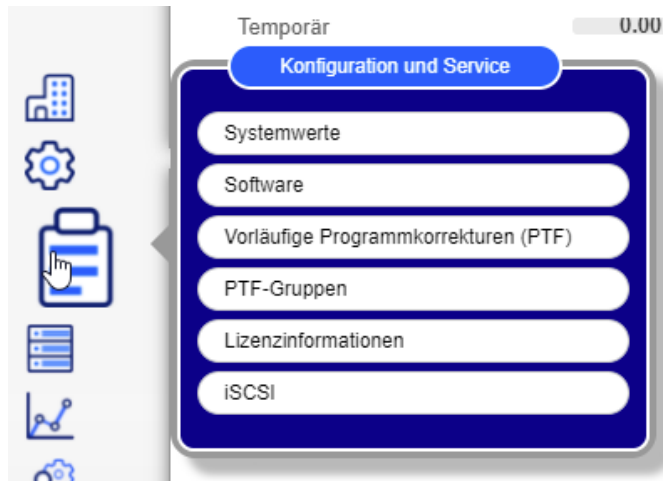 Temporär 0.00
Konfiguration und Service
Systemwerte
Software
Vorläufige Programmkorrekturen (PTF)
PTF-Gruppen
Lizenzinformationen
iSCSI